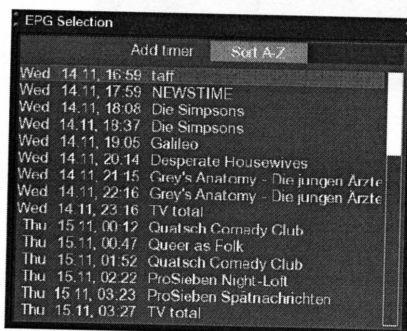 EPG Selection
Add timer Sort A-Z
Wed 14.11, 16:59 taff
Wed 14.11, 17:59 NEWSTIME
Wed 14.11, 18:08 Die Simpsons
Wed 14.11, 18:37 Die Simpsons
Wed 14.11, 19:05 Galileo
Wed 14.11, 20:14 Desperate Housewives
Wed 14.11, 21:15 Grey's Anatomy - Die jungen Ärzte
Wed 14.11, 22:16 Grey's Anatomy - Die jungen Ärzte
Wed 14.11, 23:16 TV total
Thu 15.11, 00:12 Quatsch Comedy Club
Thu 15.11, 00:47 Queer as Folk
Thu 15.11, 01:52 Quatsch Comedy Club
Thu 15.11, 02:22 ProSieben Night-Loft
Thu 15.11, 03:23 ProSieben Spätnachrichten
Thu 15.11, 03:27 TV total